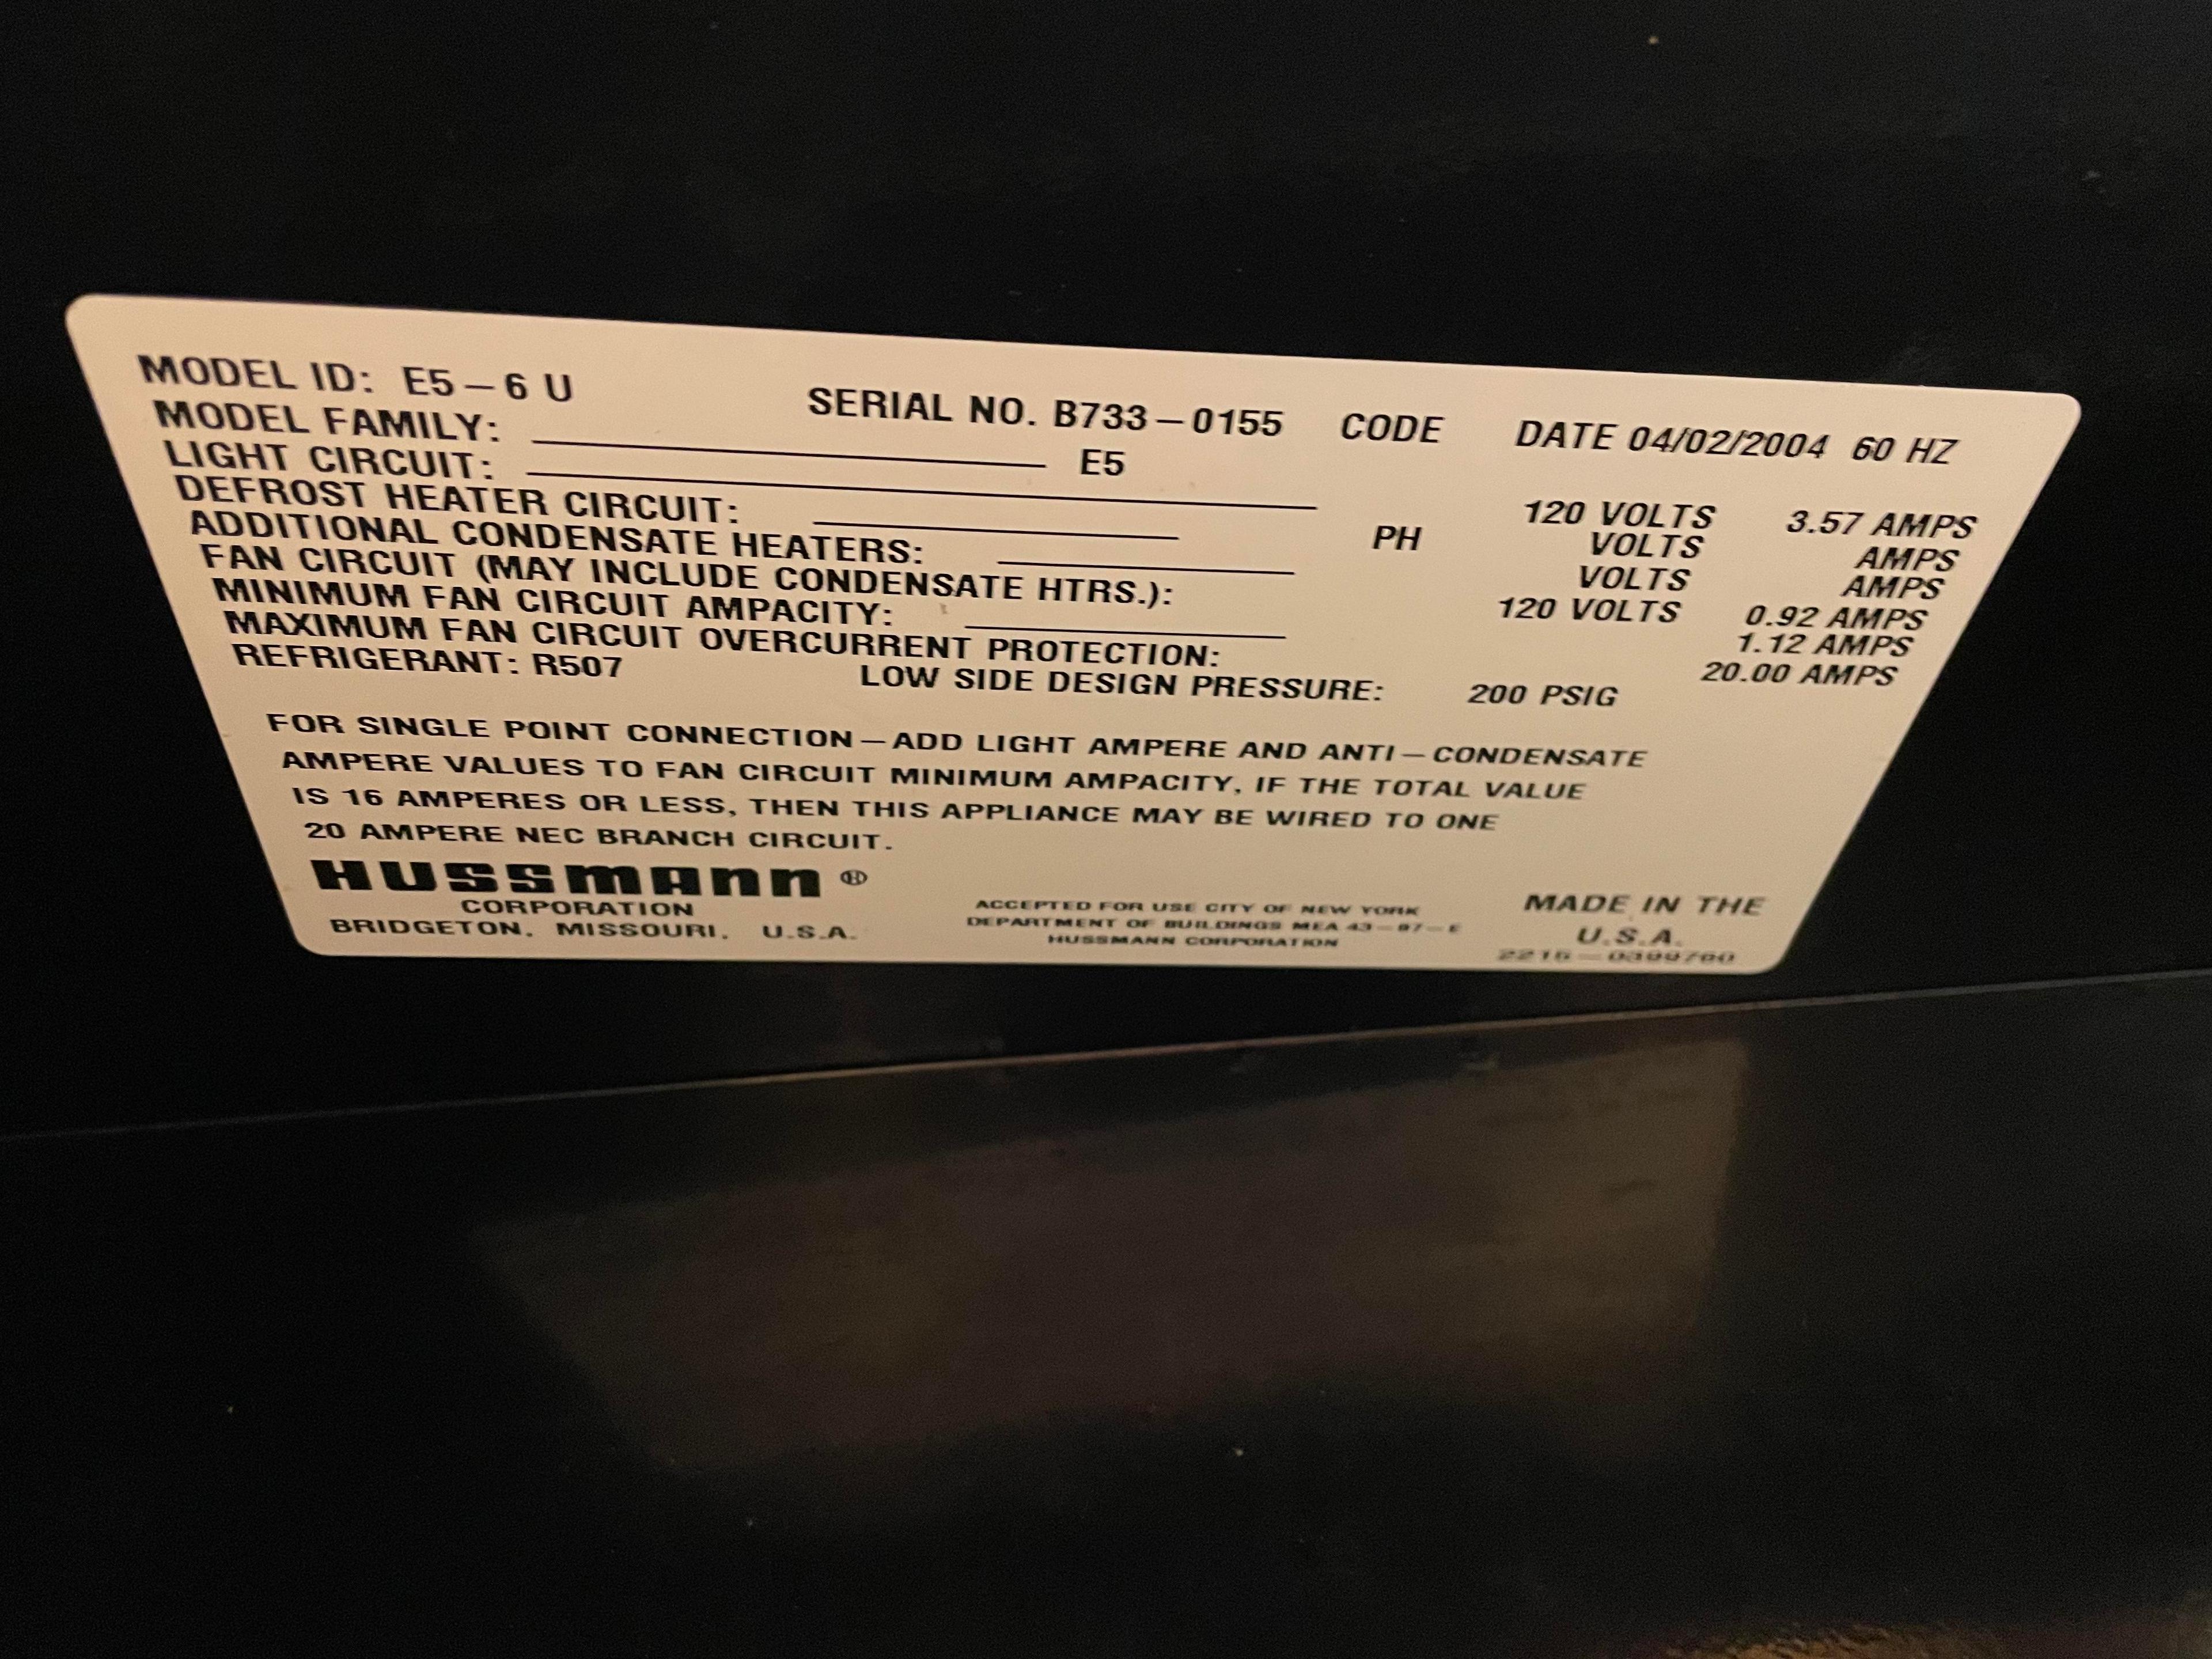 MODEL ID: E5-6 U SERIAL NO. B733-0155 CODE DATE 04/02/2004 60 HZ
MODEL FAMILY: E5
LIGHT CIRCUIT: 120 VOLTS 3.57 AMPS
DEFROST HEATER CIRCUIT: PH VOLTS AMPS
ADDITIONAL CONDENSATE HEATERS: VOLTS AMPS
FAN CIRCUIT (MAY INCLUDE CONDENSATE HTRS.): 120 VOLTS 0.92 AMPS
MINIMUM FAN CIRCUIT AMPACITY: 1.12 AMPS
MAXIMUM FAN CIRCUIT OVERCURRENT PROTECTION: 20.00 AMPS
REFRIGERANT: R507 LOW SIDE DESIGN PRESSURE: 200 PSIG
FOR SINGLE POINT CONNECTION-ADD LIGHT AMPERE AND ANTI-CONDENSATE
AMPERE VALUES TO FAN CIRCUIT MINIMUM AMPACITY, IF THE TOTAL VALUE
IS 16 AMPERES OR LESS, THEN THIS APPLIANCE MAY BE WIRED TO ONE
20 AMPERE NEC BRANCH CIRCUIT.
HUSSMANN ®
CORPORATION
BRIDGETON, MISSOURI, U.S.A.
ACCEPTED FOR USE CITY OF NEW YORK
DEPARTMENT OF BUILDINGS MEA 43-97-E
HUSSMANN CORPORATION
MADE IN THE
U.S.A.